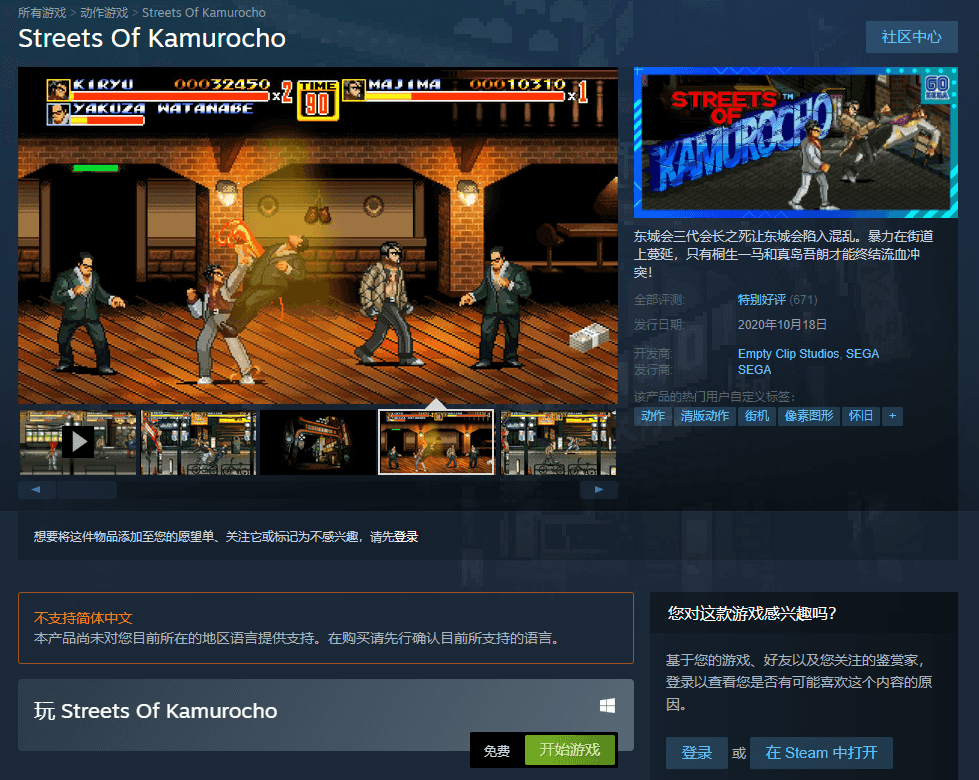 所有游戏 > 动作游戏 > Streets Of Kamurocho
Streets Of Kamurocho
社区中心
KIRYU 00032450 x2 TIME 90 MAJIMA 00010310 x1
YAKUZA WATANABE
GO
SEGA
STREETS
OF
KAMUROCHO™
东城会三代会长之死让东城会陷入混乱。暴力在街道
上蔓延，只有桐生一马和真岛吾朗才能终结流血冲
突！
全部评测: 特别好评 (671)
发行日期: 2020年10月18日
开发商: Empty Clip Studios, SEGA
发行商: SEGA
该产品的热门用户自定义标签:
动作 清版动作 街机 像素图形 怀旧 +
想要将这件物品添加至您的愿望单、关注它或标记为不感兴趣，请先登录
不支持简体中文
本产品尚未对您目前所在的地区语言提供支持。在购买请先行确认目前所支持的语言。
玩 Streets Of Kamurocho
免费 开始游戏
您对这款游戏感兴趣吗？
基于您的游戏、好友以及您关注的鉴赏家，
登录以查看您是否有可能喜欢这个内容的原
因。
登录 或 在 Steam 中打开